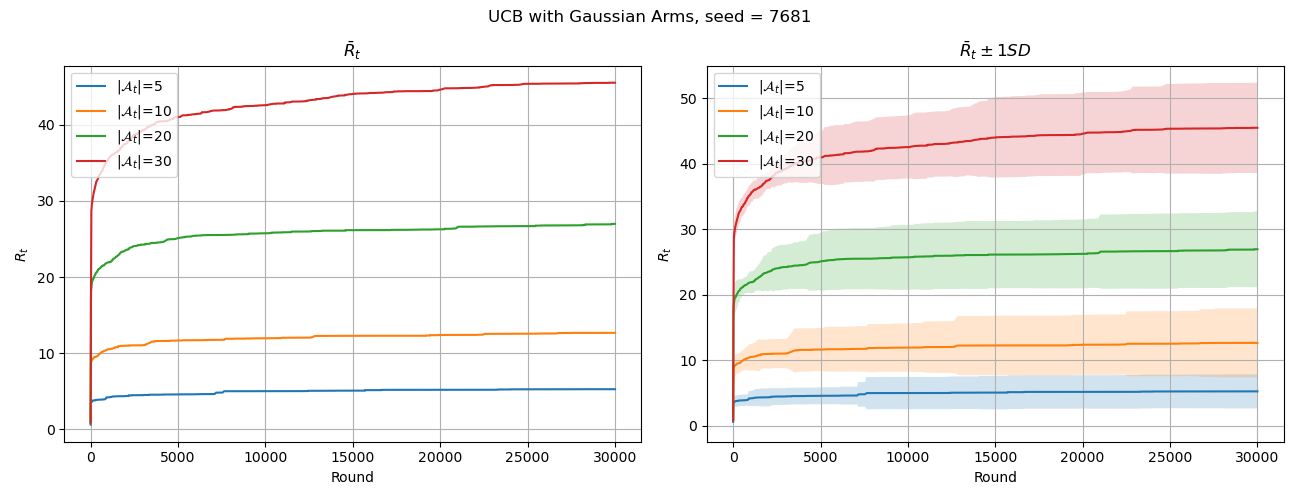 UCB with Gaussian Arms, seed = 7681
R̄ₜ
|𝒜ₜ|=5
|𝒜ₜ|=10
|𝒜ₜ|=20
|𝒜ₜ|=30
Rₜ
40
30
20
10
0
0 5000 10000 15000 20000 25000 30000
Round
R̄ₜ ± 1SD
|𝒜ₜ|=5
|𝒜ₜ|=10
|𝒜ₜ|=20
|𝒜ₜ|=30
Rₜ
50
40
30
20
10
0
0 5000 10000 15000 20000 25000 30000
Round